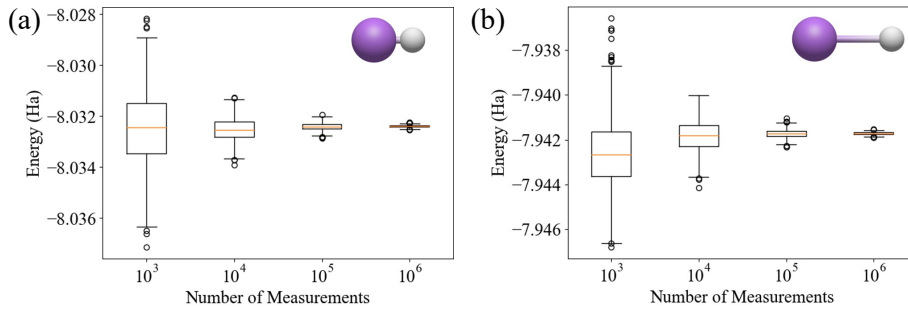 (a)
Energy (Ha)
−8.028
−8.030
−8.032
−8.034
−8.036
10³ 10⁴ 10⁵ 10⁶
Number of Measurements
(b)
Energy (Ha)
−7.938
−7.940
−7.942
−7.944
−7.946
10³ 10⁴ 10⁵ 10⁶
Number of Measurements